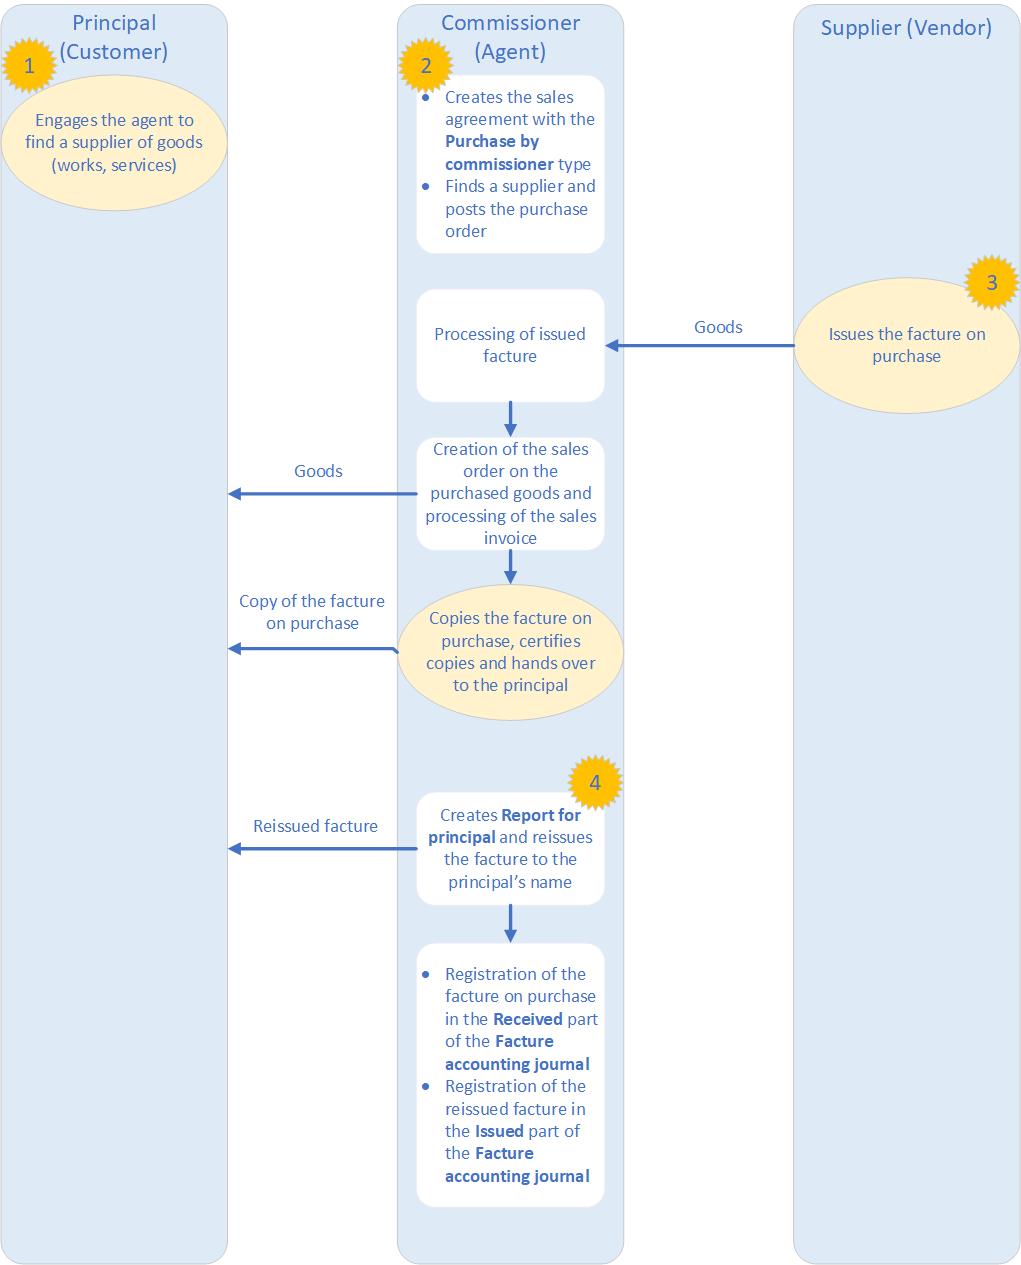 Principal
(Customer)
1
Engages the agent to
find a supplier of goods
(works, services)
Commissioner
(Agent)
2
• Creates the sales
agreement with the
Purchase by
commissioner type
• Finds a supplier and
posts the purchase
order
Supplier (Vendor)
3
Issues the facture on
purchase
Goods
Processing of issued
facture
Creation of the sales
order on the
purchased goods and
processing of the sales
invoice
Goods
Copies the facture on
purchase, certifies
copies and hands over
to the principal
Copy of the facture
on purchase
4
Creates Report for
principal and reissues
the facture to the
principal’s name
Reissued facture
• Registration of the
facture on purchase
in the Received part
of the Facture
accounting journal
• Registration of the
reissued facture in
the Issued part of
the Facture
accounting journal